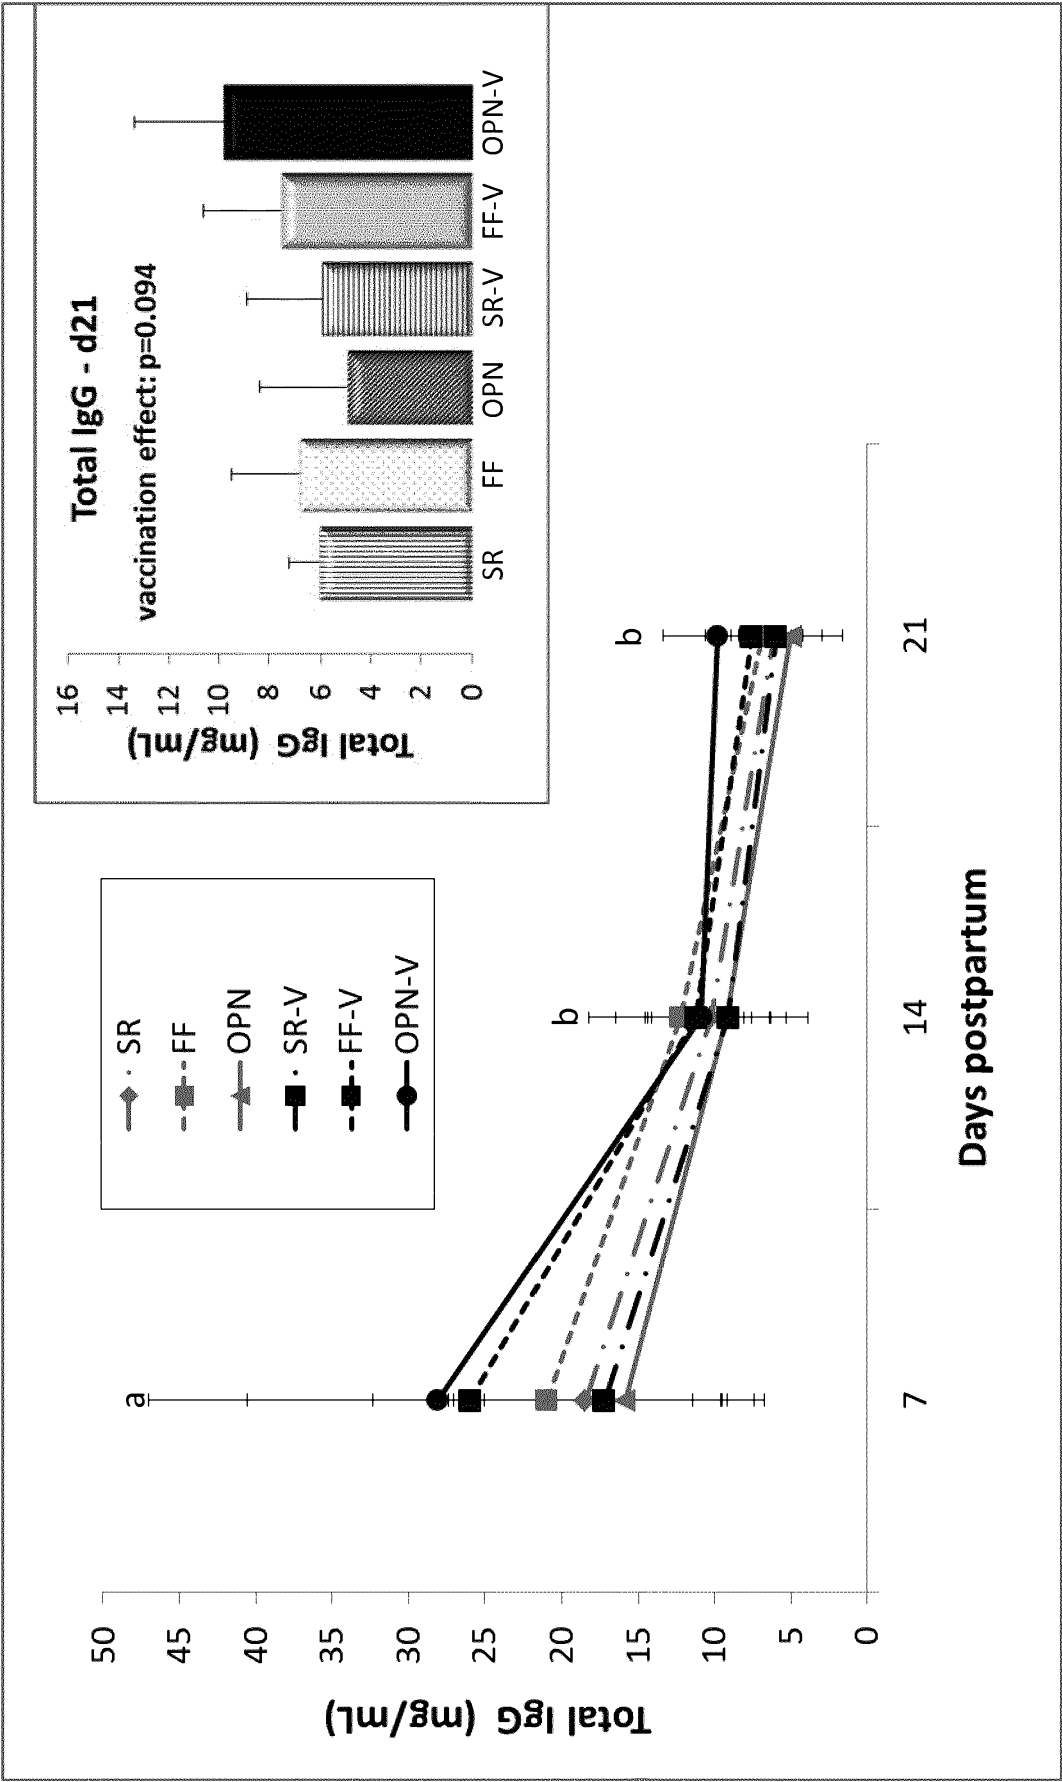 Total IgG (mg/mL)
50
45
40
35
30
25
20
15
10
5
0
a
b
b
7
14
21
Days postpartum
SR
FF
OPN
SR-V
FF-V
OPN-V
Total IgG - d21
vaccination effect: p=0.094
Total IgG (mg/mL)
16
14
12
10
8
6
4
2
0
SR
FF
OPN
SR-V
FF-V
OPN-V